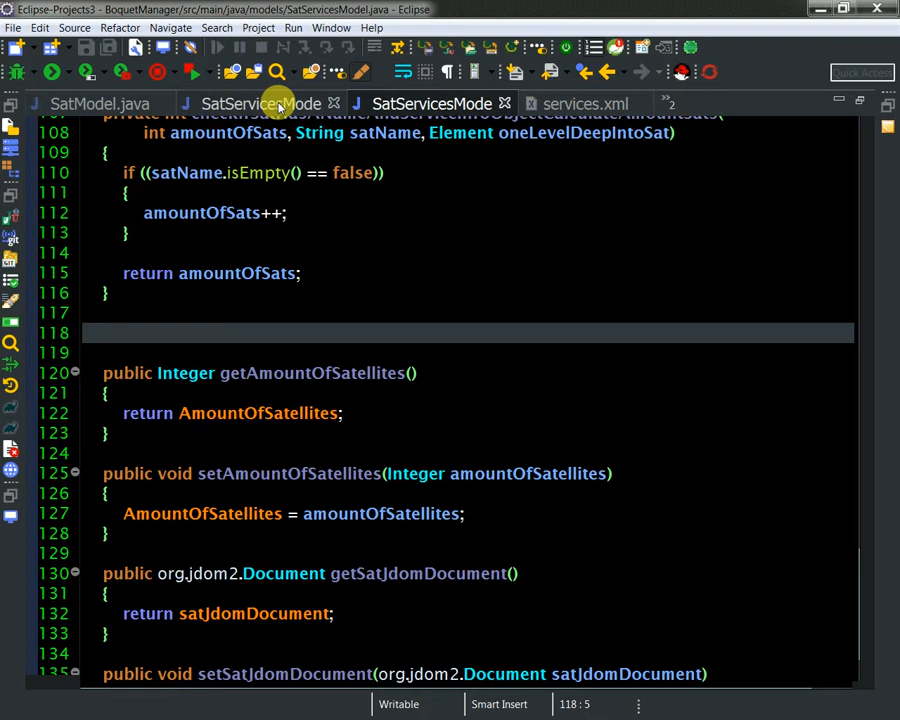 Eclipse-Projects3 - BoquetManager/src/main/java/models/SatServicesModel.java - Eclipse
File Edit Source Refactor Navigate Search Project Run Window Help
Quick Access
SatModel.java SatServicesMode SatServicesMode services.xml »2
108 int amountOfSats, String satName, Element oneLevelDeepIntoSat)
109 {
110 if ((satName.isEmpty() == false))
111 {
112 amountOfSats++;
113 }
114
115 return amountOfSats;
116 }
117
118
119
120 public Integer getAmountOfSatellites()
121 {
122 return AmountOfSatellites;
123 }
124
125 public void setAmountOfSatellites(Integer amountOfSatellites)
126 {
127 AmountOfSatellites = amountOfSatellites;
128 }
129
130 public org.jdom2.Document getSatJdomDocument()
131 {
132 return satJdomDocument;
133 }
134
135 public void setSatJdomDocument(org.jdom2.Document satJdomDocument)
Writable Smart Insert 118 : 5